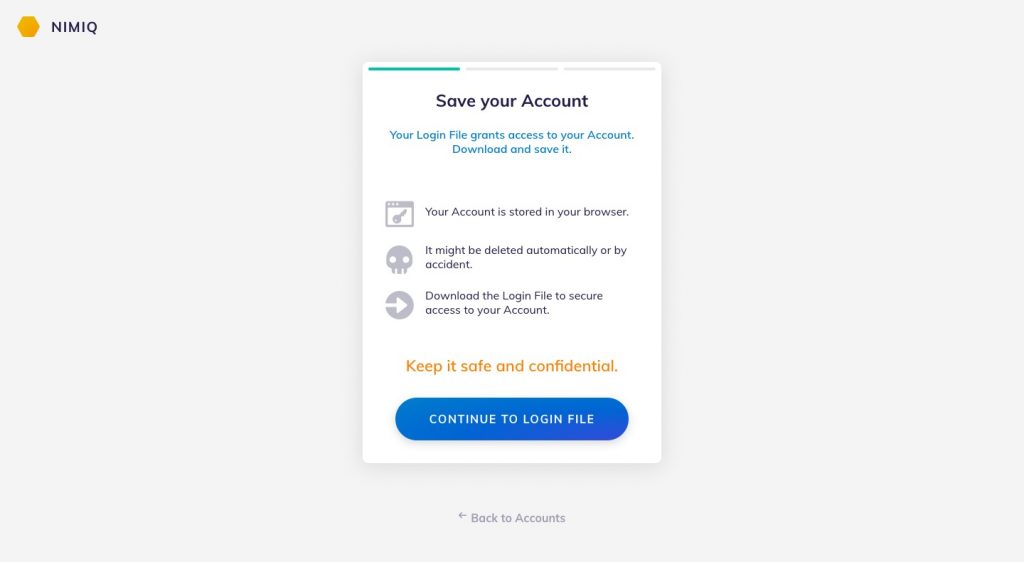 NIMIQ
Save your Account
Your Login File grants access to your Account.
Download and save it.
Your Account is stored in your browser.
It might be deleted automatically or by
accident.
Download the Login File to secure
access to your Account.
Keep it safe and confidential.
CONTINUE TO LOGIN FILE
Back to Accounts